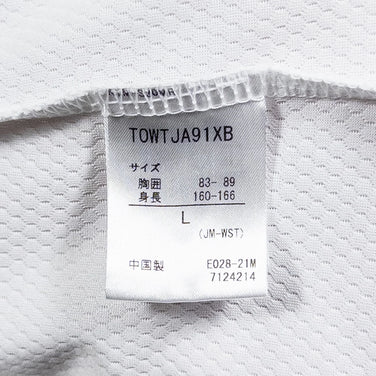 TOWTJA91XB
サイズ
胸囲 83- 89
身長 160-166
L
(JM-WST)
中国製 E028-21M
7124214